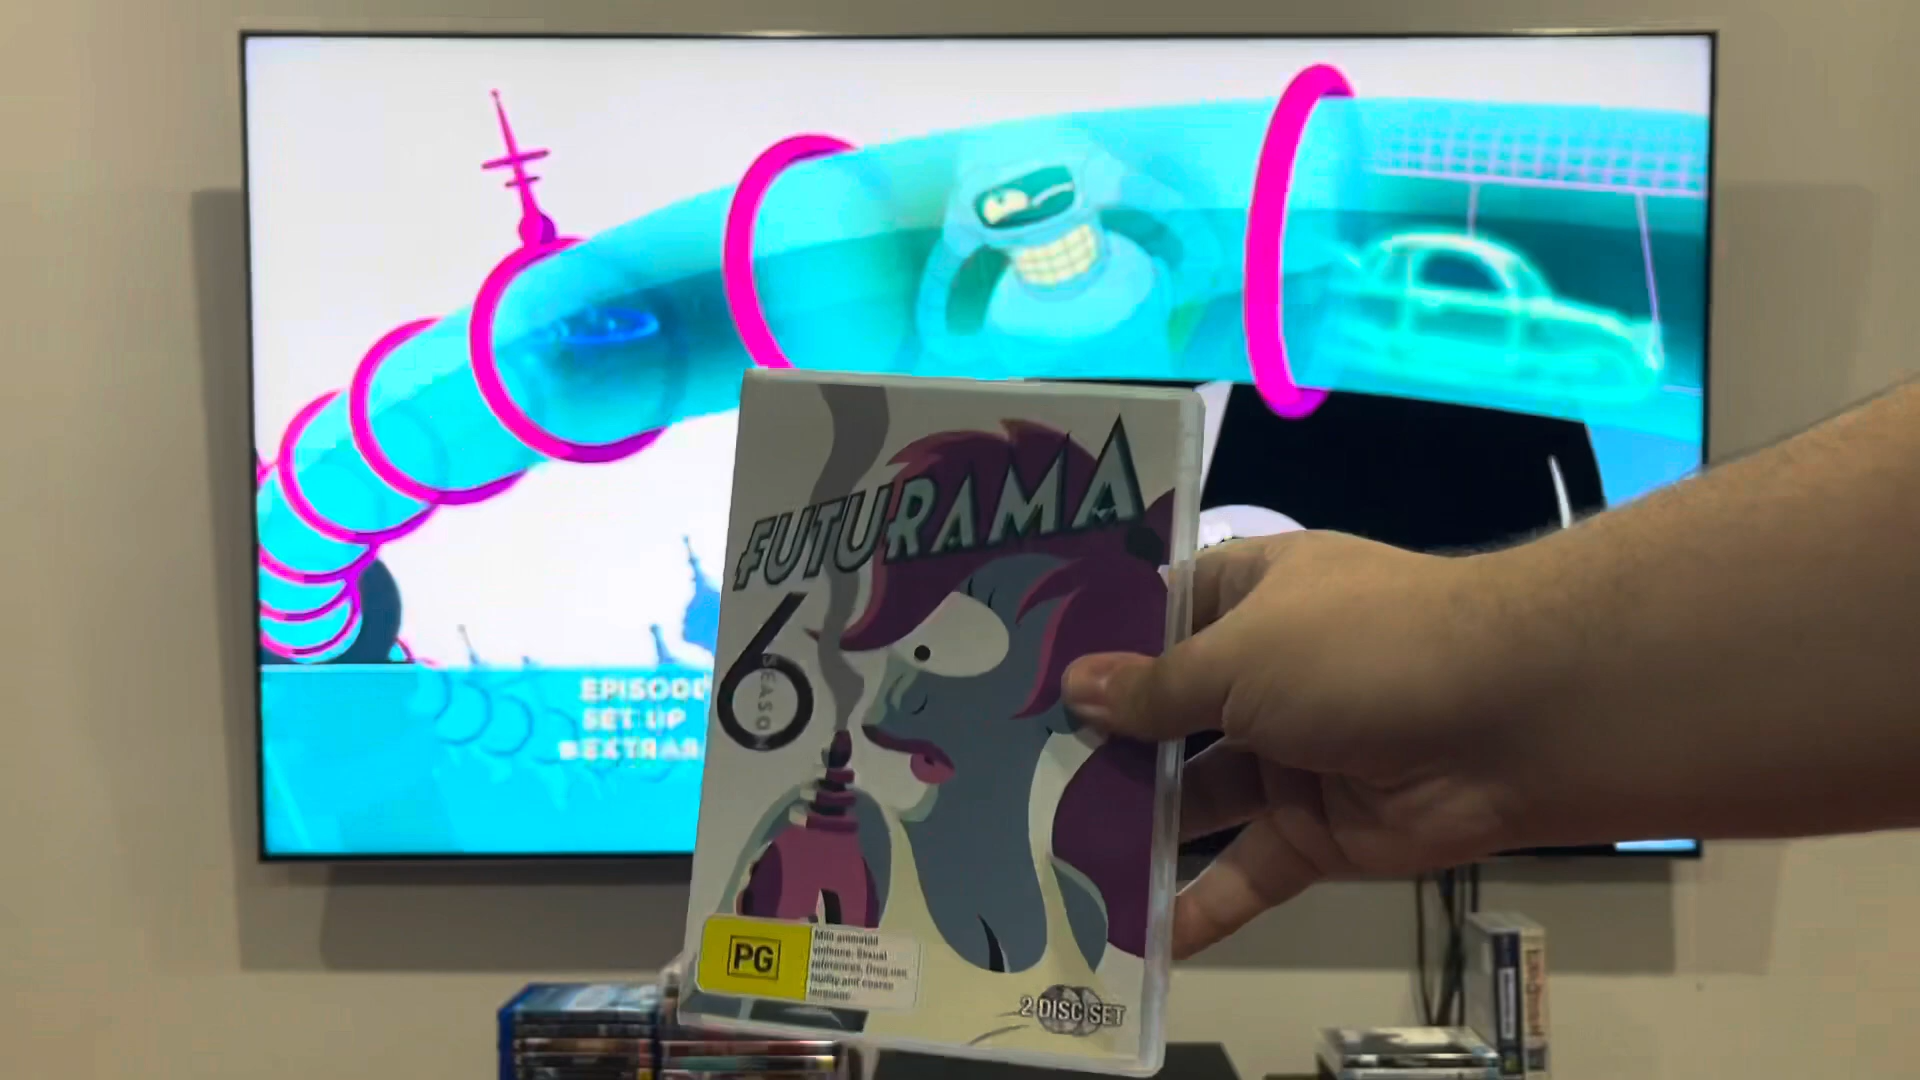 FUTURAMA
6
SEASON
EPISODE
SET UP
EXTRAS
PG
Mild animated
violence, Sexual
references, Drug use,
Nudity and coarse
language
2 DISC SET